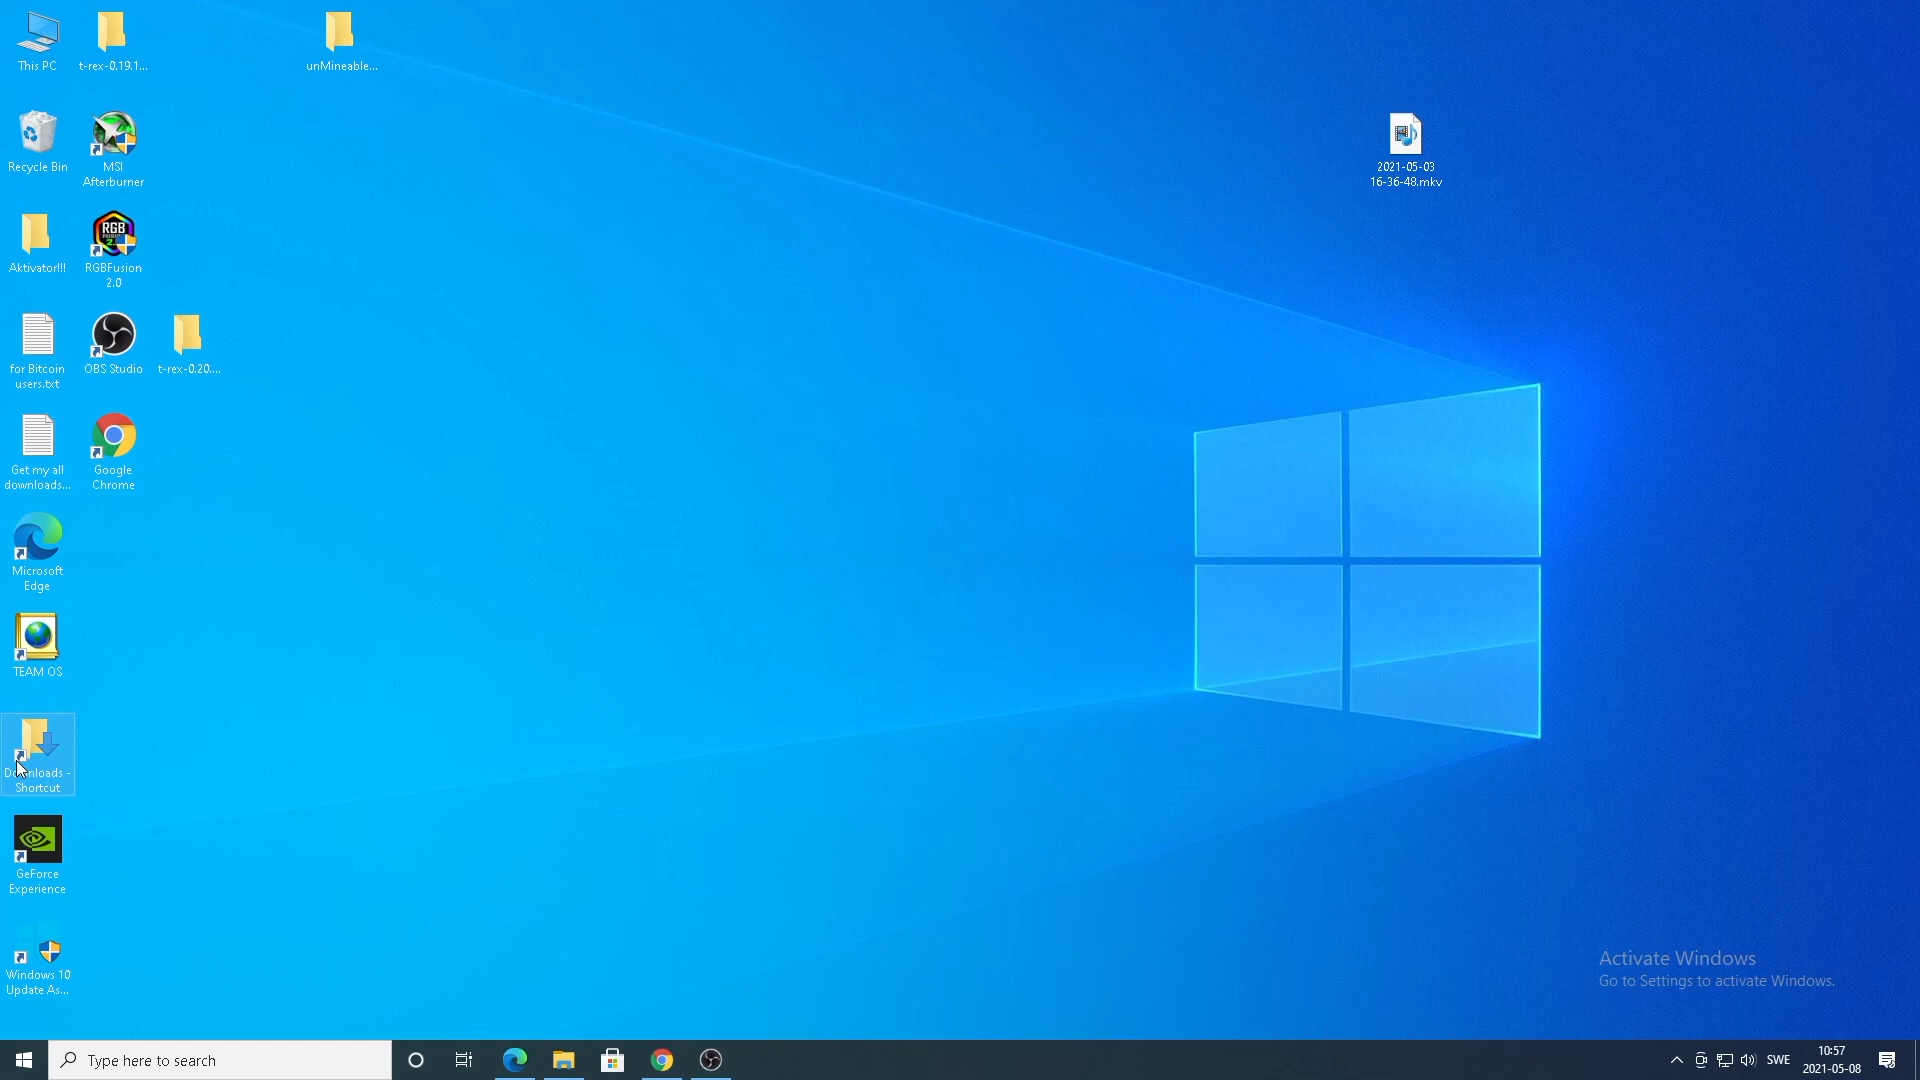 This PC
t-rex-0.19.1...
unMineable...
Recycle Bin
MSI
Afterburner
2021-05-03
16-36-48.mkv
Aktivator!!!
RGB
RGBFusion
2.0
for Bitcoin
users.txt
OBS Studio
t-rex-0.20....
Get my all
downloads...
Google
Chrome
Microsoft
Edge
TEAM OS
Downloads -
Shortcut
GeForce
Experience
Windows 10
Update As...
Activate Windows
Go to Settings to activate Windows.
Type here to search
SWE
10:57
2021-05-08